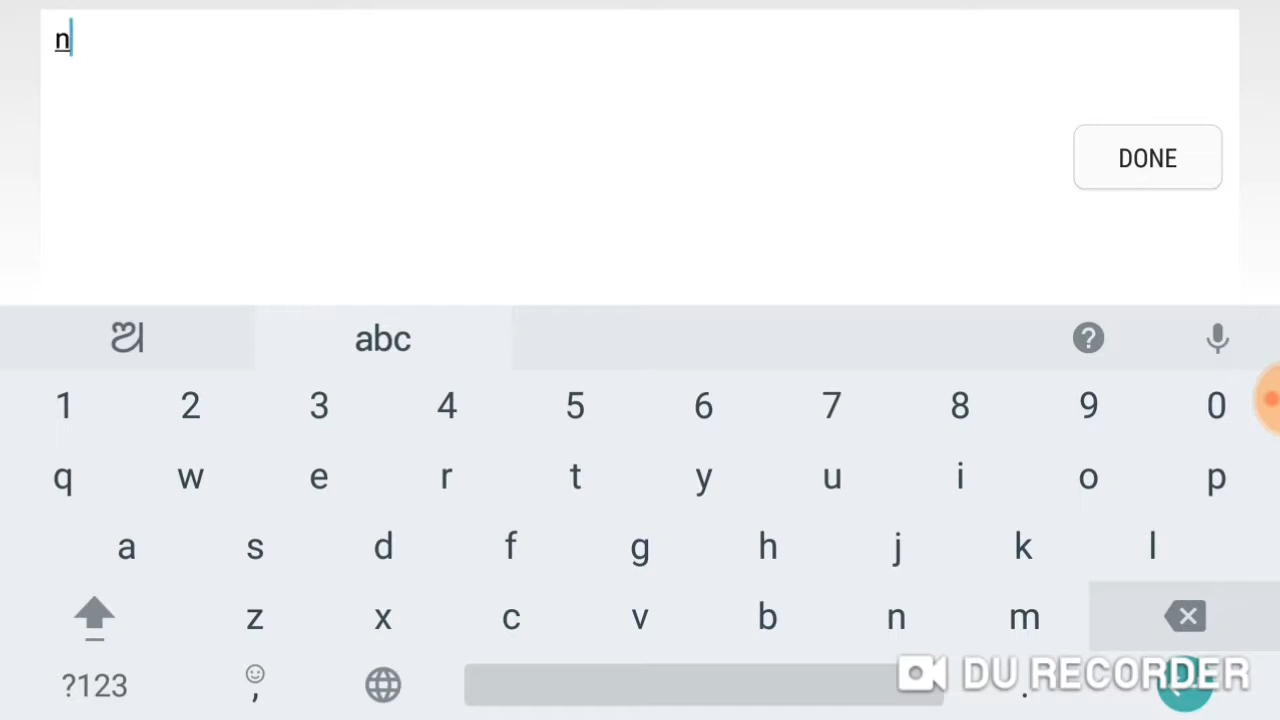 n
DONE
ଅ abc
1 2 3 4 5 6 7 8 9 0
q w e r t y u i o p
a s d f g h j k l
z x c v b n m
?123 , .
DU RECORDER